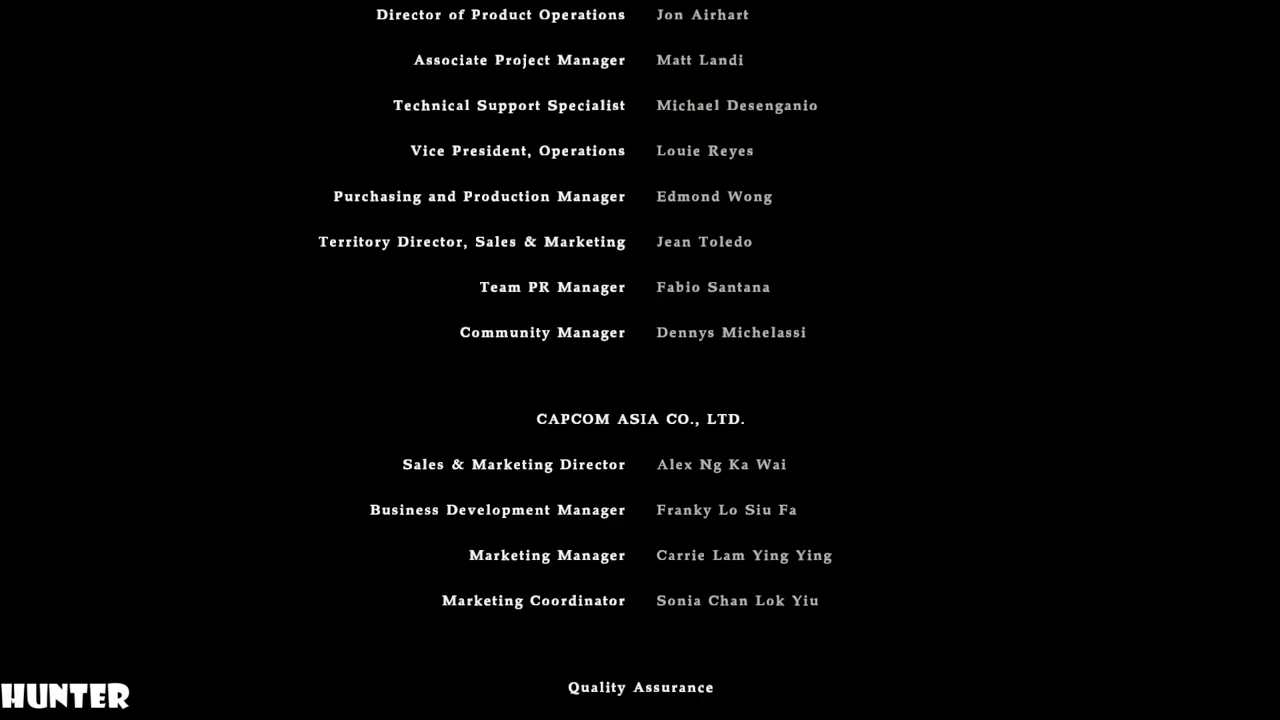 Director of Product Operations Jon Airhart
Associate Project Manager Matt Landi
Technical Support Specialist Michael Desenganio
Vice President, Operations Louie Reyes
Purchasing and Production Manager Edmond Wong
Territory Director, Sales & Marketing Jean Toledo
Team PR Manager Fabio Santana
Community Manager Dennys Michelassi
CAPCOM ASIA CO., LTD.
Sales & Marketing Director Alex Ng Ka Wai
Business Development Manager Franky Lo Siu Fa
Marketing Manager Carrie Lam Ying Ying
Marketing Coordinator Sonia Chan Lok Yiu
Quality Assurance
HUNTER